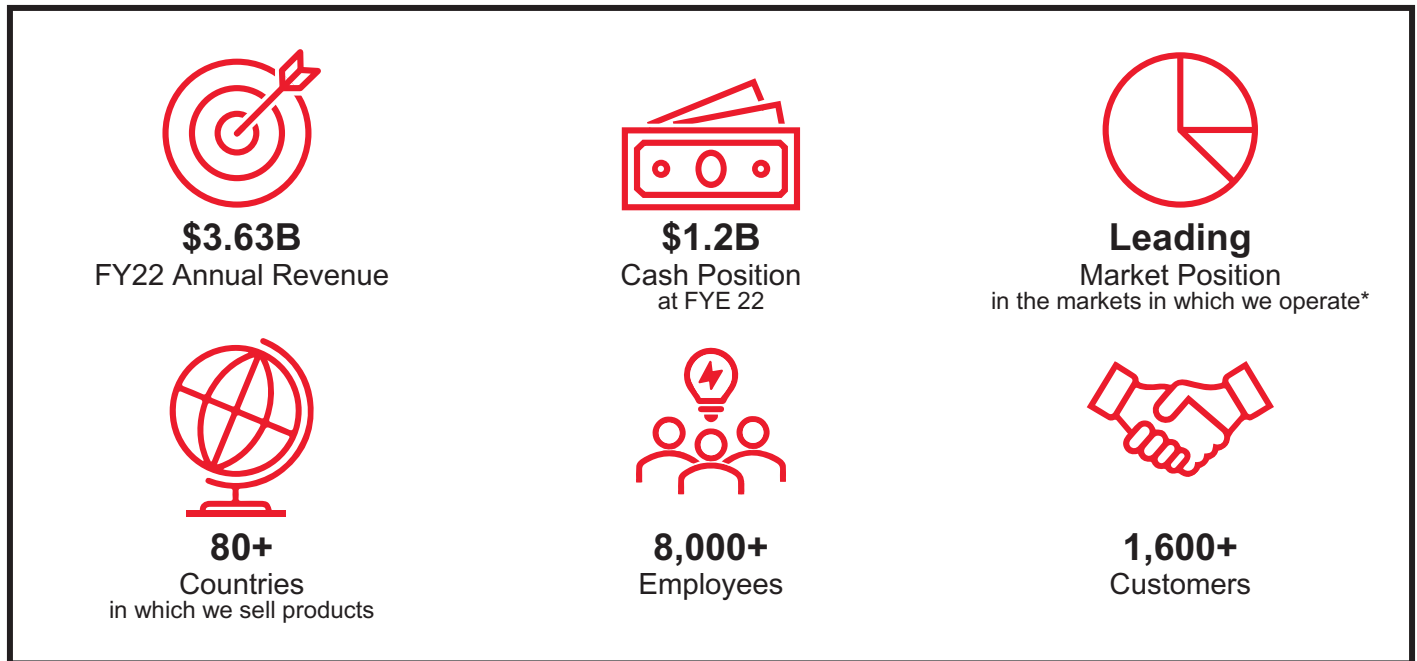 $3.63B
FY22 Annual Revenue
$1.2B
Cash Position
at FYE 22
Leading
Market Position
in the markets in which we operate*
80+
Countries
in which we sell products
8,000+
Employees
1,600+
Customers